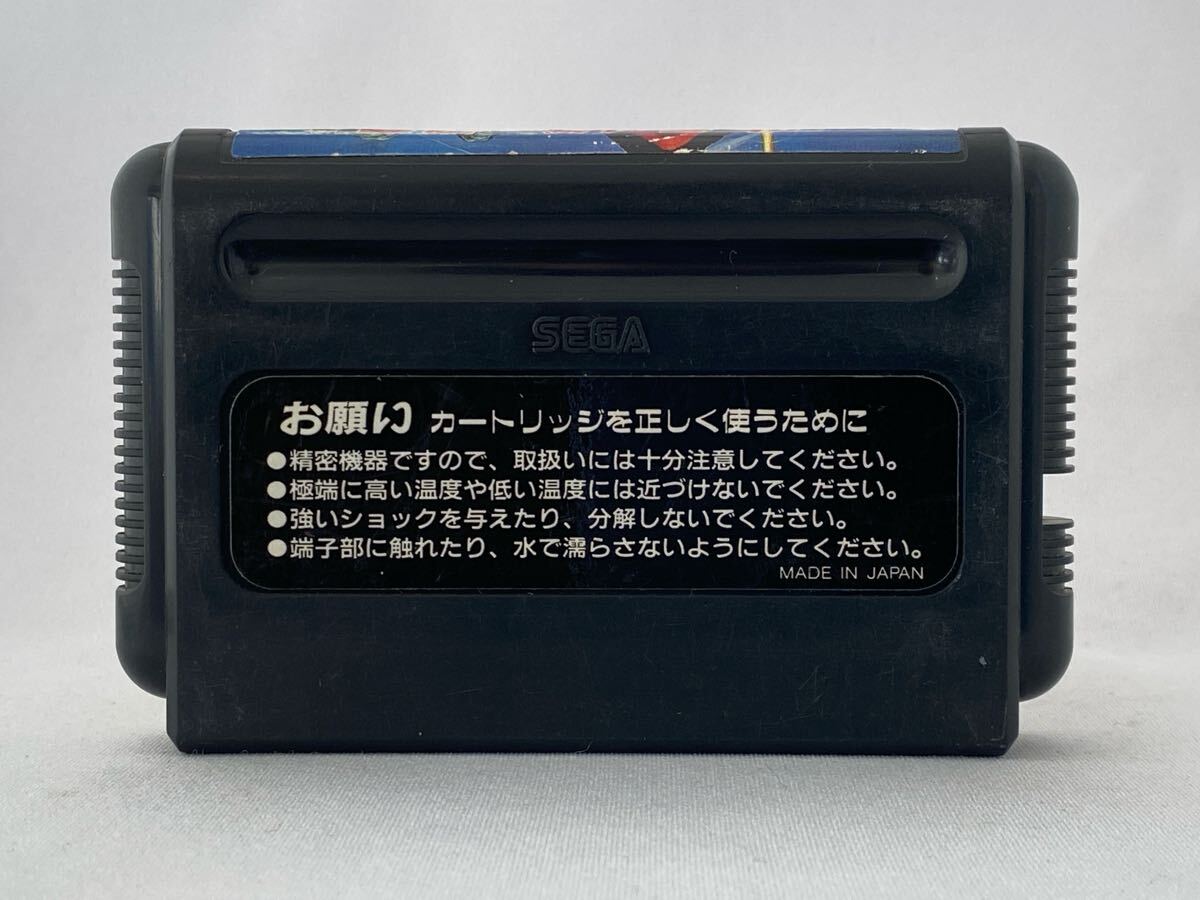 SEGA
お願い カートリッジを正しく使うために
●精密機器ですので、取扱いには十分注意してください。
●極端に高い温度や低い温度には近づけないでください。
●強いショックを与えたり、分解しないでください。
●端子部に触れたり、水で濡らさないようにしてください。
MADE IN JAPAN